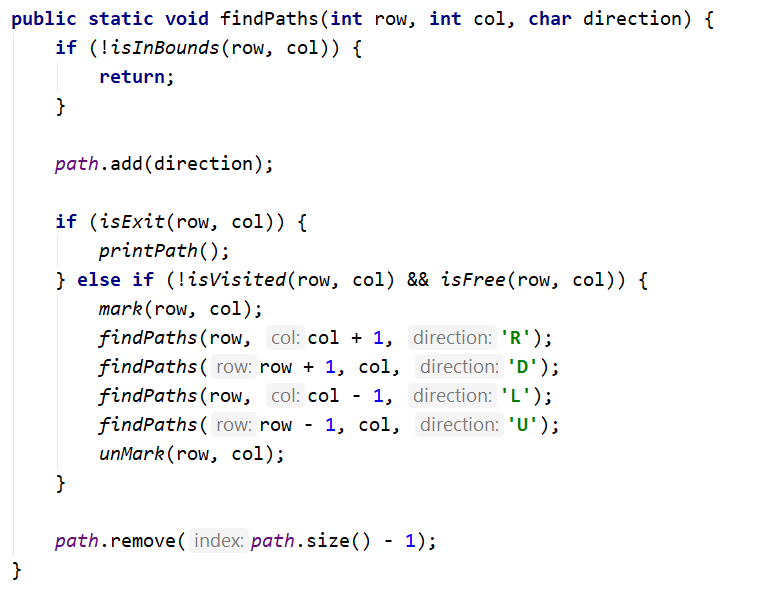 public static void findPaths(int row, int col, char direction) {
    if (!isInBounds(row, col)) {
        return;
    }

    path.add(direction);

    if (isExit(row, col)) {
        printPath();
    } else if (!isVisited(row, col) && isFree(row, col)) {
        mark(row, col);
        findPaths(row, col: col + 1, direction: 'R');
        findPaths( row: row + 1, col, direction: 'D');
        findPaths(row, col: col - 1, direction: 'L');
        findPaths( row: row - 1, col, direction: 'U');
        unMark(row, col);
    }

    path.remove( index: path.size() - 1);
}